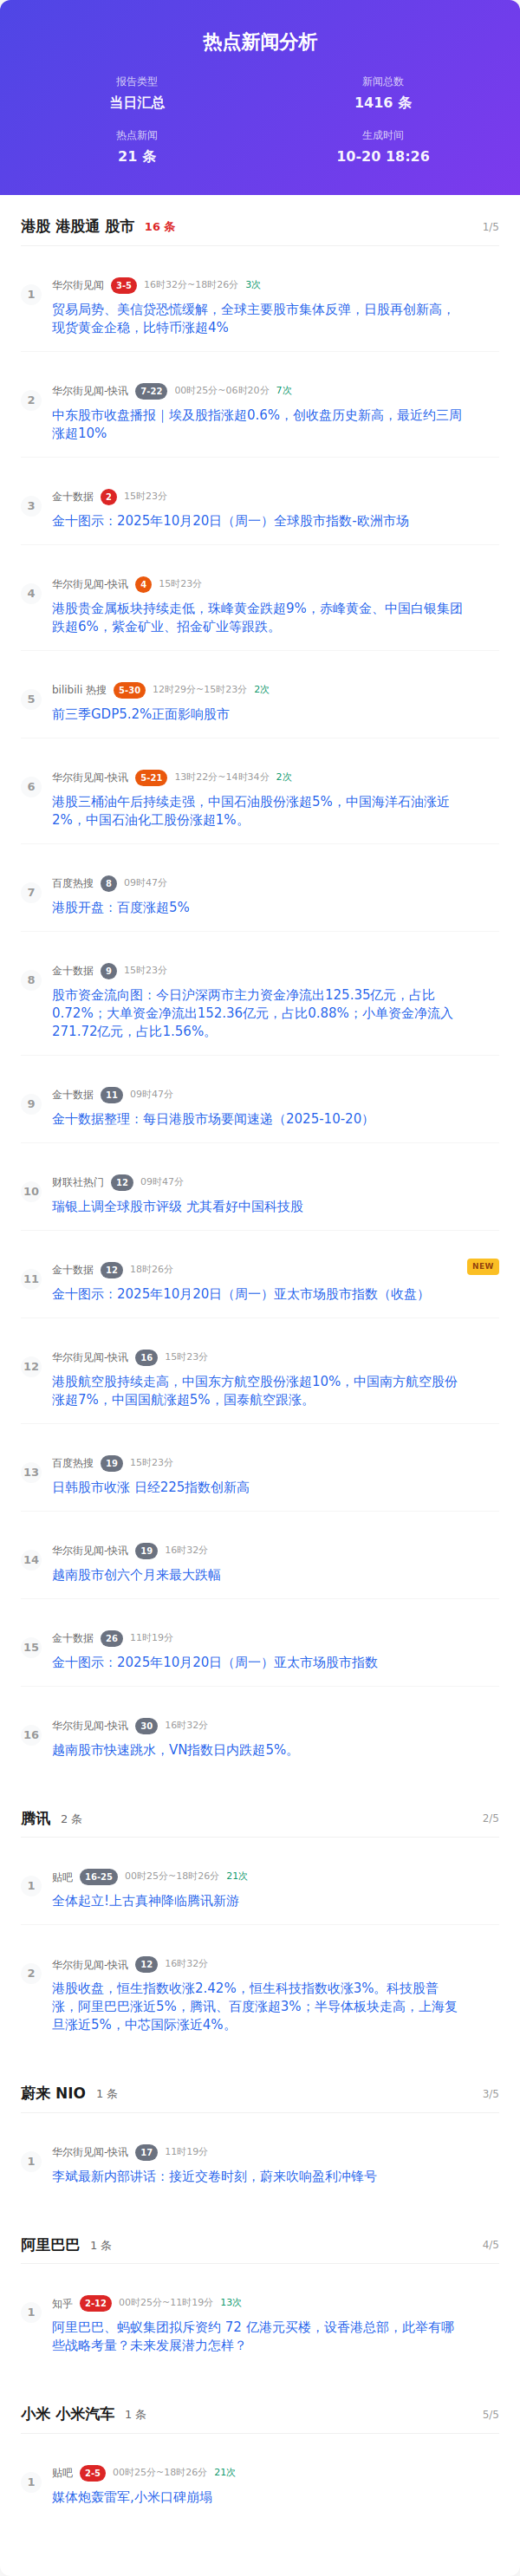 热点新闻分析
报告类型
当日汇总
新闻总数
1416 条
热点新闻
21 条
生成时间
10-20 18:26
港股 港股通 股市 16 条 1/5
1
华尔街见闻 3-5 16时32分~18时26分 3次
贸易局势、美信贷恐慌缓解，全球主要股市集体反弹，日股再创新高，
现货黄金企稳，比特币涨超4%
2
华尔街见闻-快讯 7-22 00时25分~06时20分 7次
中东股市收盘播报｜埃及股指涨超0.6%，创收盘历史新高，最近约三周
涨超10%
3
金十数据 2 15时23分
金十图示：2025年10月20日（周一）全球股市指数-欧洲市场
4
华尔街见闻-快讯 4 15时23分
港股贵金属板块持续走低，珠峰黄金跌超9%，赤峰黄金、中国白银集团
跌超6%，紫金矿业、招金矿业等跟跌。
5
bilibili 热搜 5-30 12时29分~15时23分 2次
前三季GDP5.2%正面影响股市
6
华尔街见闻-快讯 5-21 13时22分~14时34分 2次
港股三桶油午后持续走强，中国石油股份涨超5%，中国海洋石油涨近
2%，中国石油化工股份涨超1%。
7
百度热搜 8 09时47分
港股开盘：百度涨超5%
8
金十数据 9 15时23分
股市资金流向图：今日沪深两市主力资金净流出125.35亿元，占比
0.72%；大单资金净流出152.36亿元，占比0.88%；小单资金净流入
271.72亿元，占比1.56%。
9
金十数据 11 09时47分
金十数据整理：每日港股市场要闻速递（2025-10-20）
10
财联社热门 12 09时47分
瑞银上调全球股市评级 尤其看好中国科技股
11
金十数据 12 18时26分 NEW
金十图示：2025年10月20日（周一）亚太市场股市指数（收盘）
12
华尔街见闻-快讯 16 15时23分
港股航空股持续走高，中国东方航空股份涨超10%，中国南方航空股份
涨超7%，中国国航涨超5%，国泰航空跟涨。
13
百度热搜 19 15时23分
日韩股市收涨 日经225指数创新高
14
华尔街见闻-快讯 19 16时32分
越南股市创六个月来最大跌幅
15
金十数据 26 11时19分
金十图示：2025年10月20日（周一）亚太市场股市指数
16
华尔街见闻-快讯 30 16时32分
越南股市快速跳水，VN指数日内跌超5%。
腾讯 2 条 2/5
1
贴吧 16-25 00时25分~18时26分 21次
全体起立!上古真神降临腾讯新游
2
华尔街见闻-快讯 12 16时32分
港股收盘，恒生指数收涨2.42%，恒生科技指数收涨3%。科技股普
涨，阿里巴巴涨近5%，腾讯、百度涨超3%；半导体板块走高，上海复
旦涨近5%，中芯国际涨近4%。
蔚来 NIO 1 条 3/5
1
华尔街见闻-快讯 17 11时19分
李斌最新内部讲话：接近交卷时刻，蔚来吹响盈利冲锋号
阿里巴巴 1 条 4/5
1
知乎 2-12 00时25分~11时19分 13次
阿里巴巴、蚂蚁集团拟斥资约 72 亿港元买楼，设香港总部，此举有哪
些战略考量？未来发展潜力怎样？
小米 小米汽车 1 条 5/5
1
贴吧 2-5 00时25分~18时26分 21次
媒体炮轰雷军,小米口碑崩塌